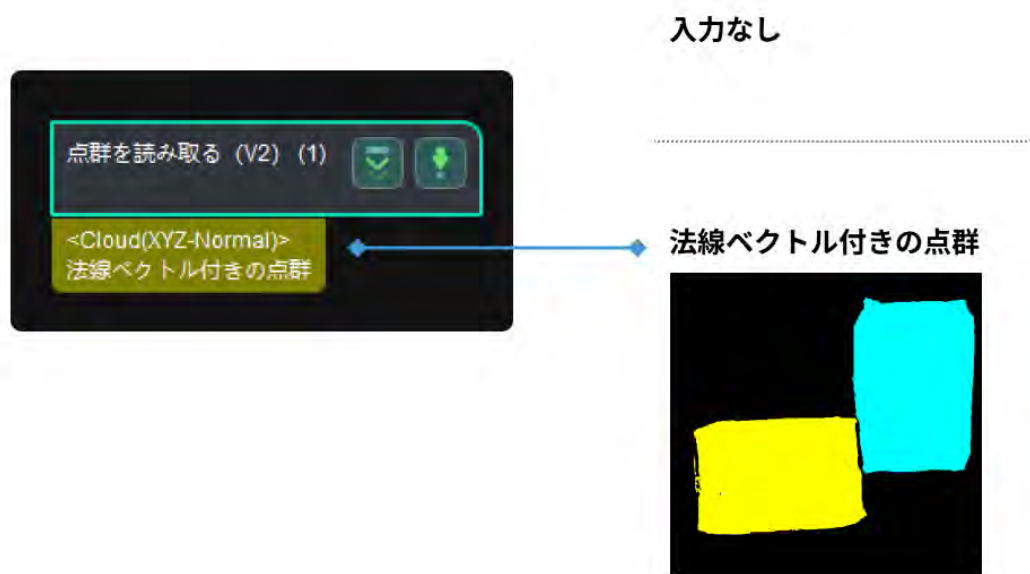 入力なし
点群を読み取る (V2) (1)
<Cloud(XYZ-Normal)>
法線ベクトル付きの点群
法線ベクトル付きの点群